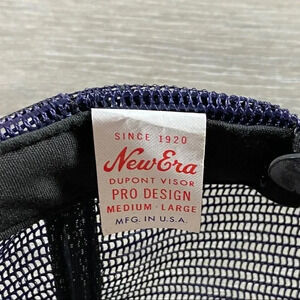 SINCE 1920
New Era
DUPONT VISOR
PRO DESIGN
MEDIUM - LARGE
MFG. IN U.S.A.